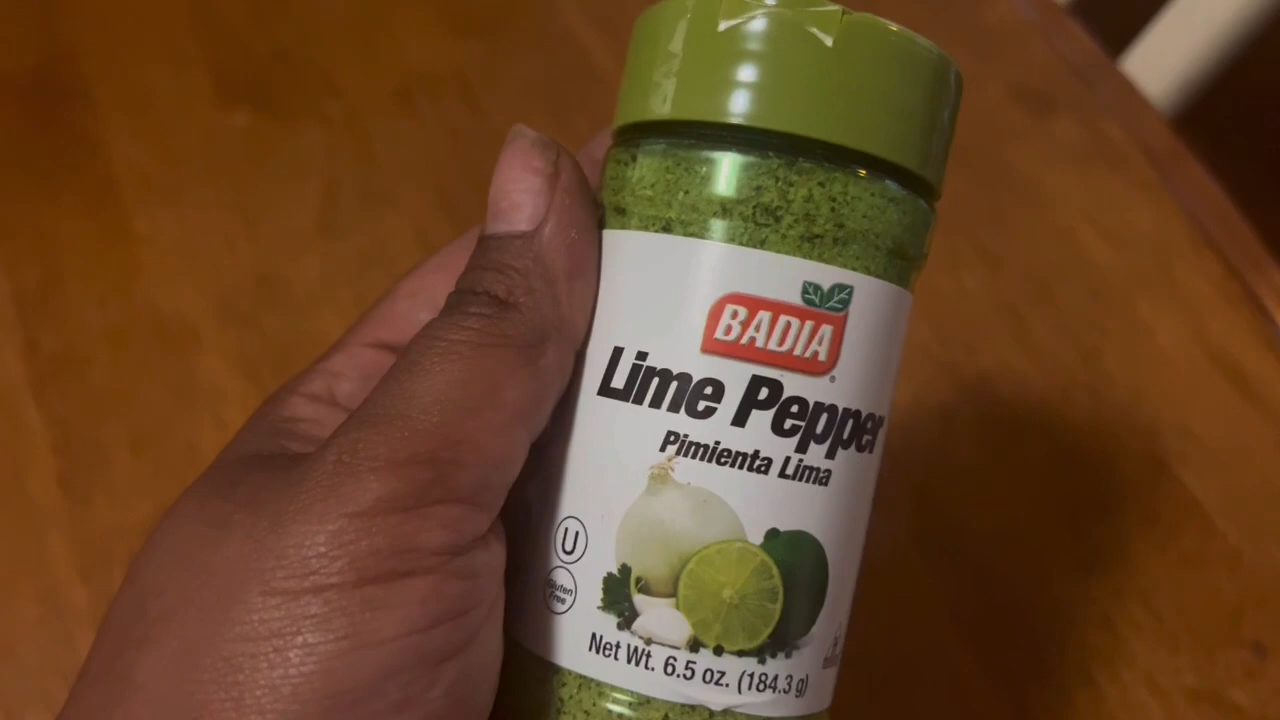 BADIA
Lime Pepper
Pimienta Lima
U
Gluten
Free
Net Wt. 6.5 oz. (184.3 g)